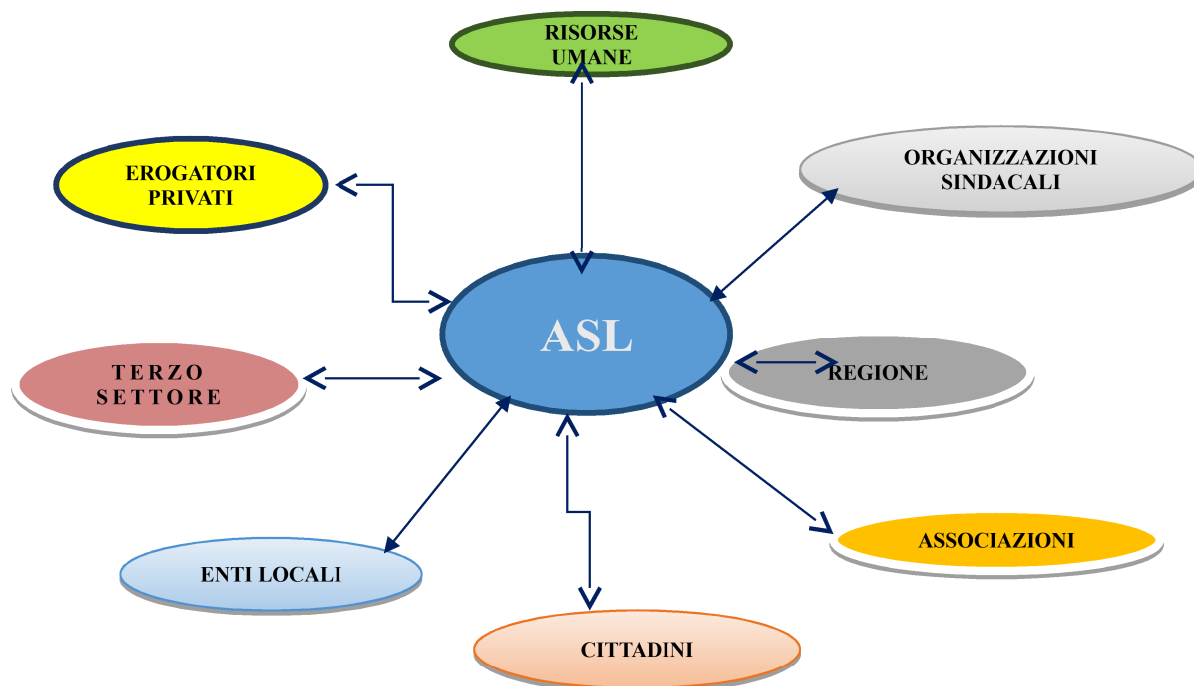 RISORSE
UMANE
EROGATORI
PRIVATI
ORGANIZZAZIONI
SINDACALI
ASL
TERZO
SETTORE
REGIONE
ASSOCIAZIONI
ENTI LOCALI
CITTADINI